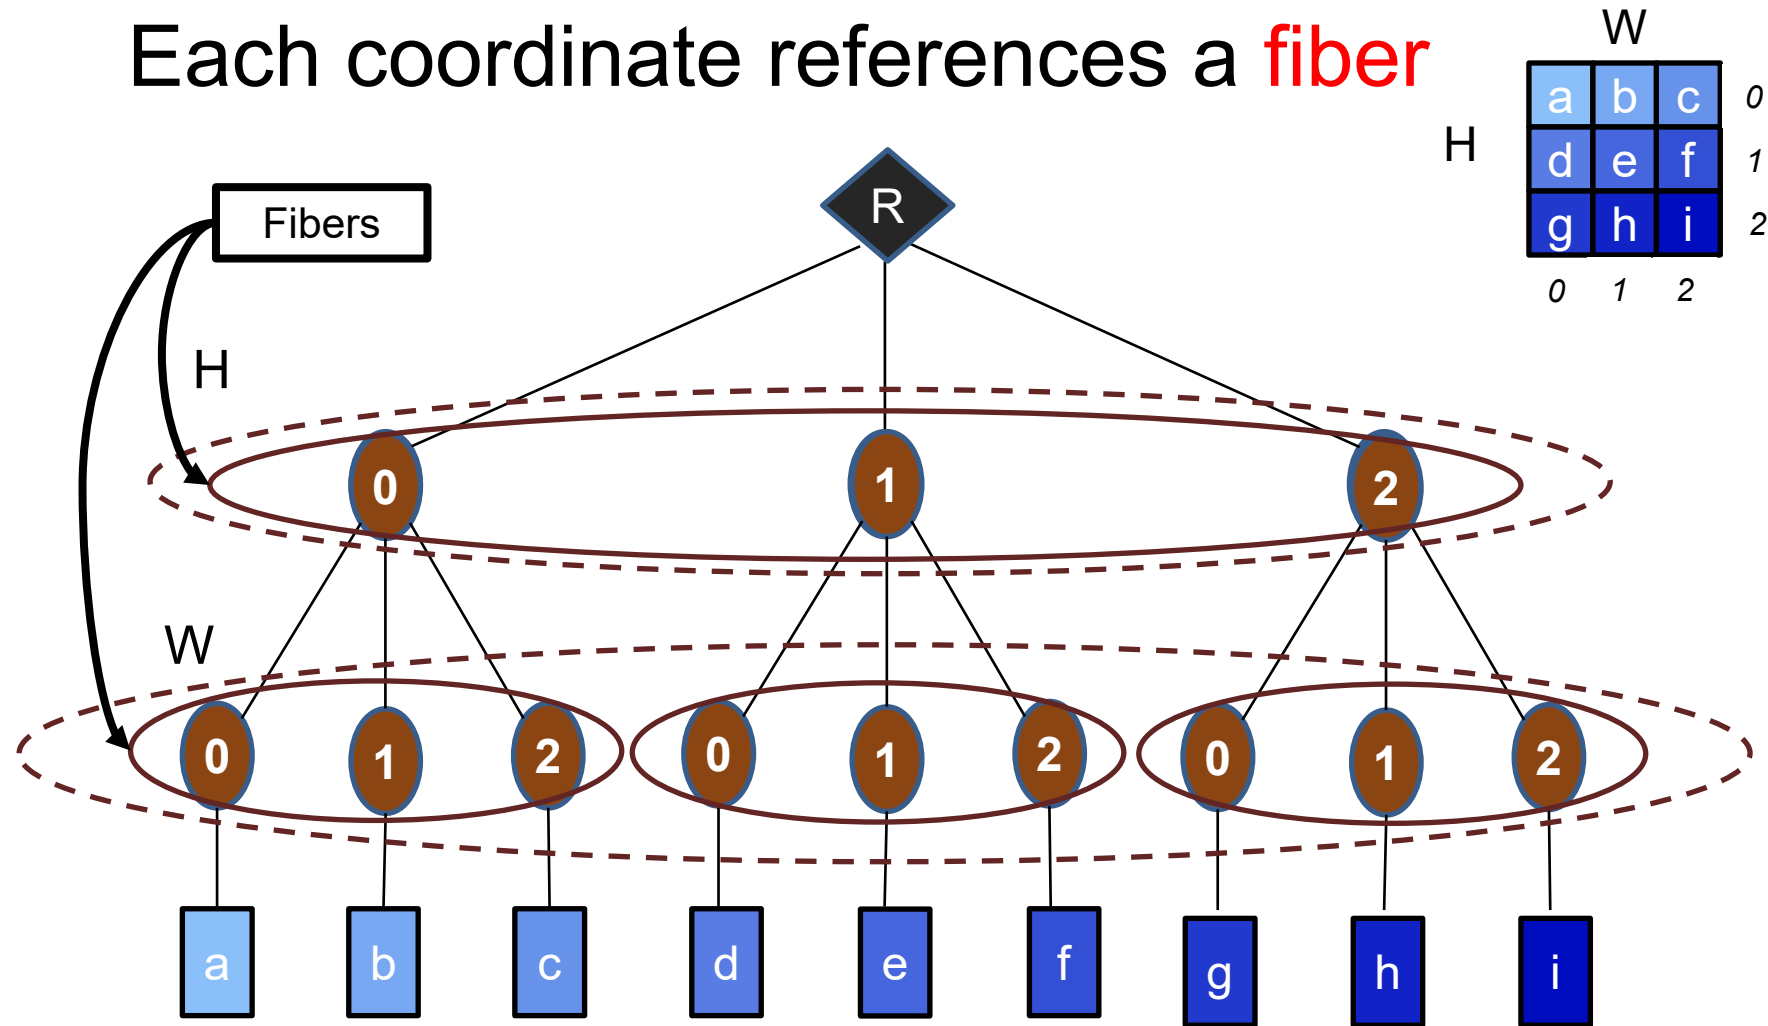 Each coordinate references a fiber
W
a b c 0
H
d e f 1
g h i 2
0 1 2
R
Fibers
H
0 1 2
W
0 1 2 0 1 2 0 1 2
a b c d e f g h i